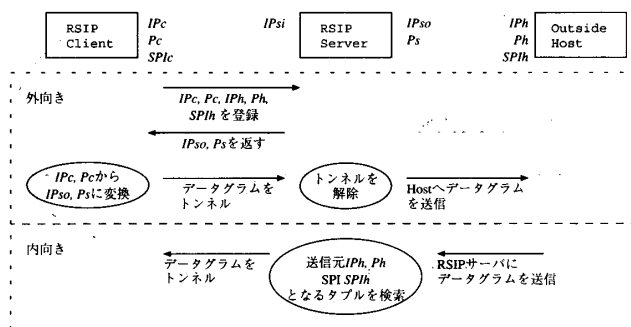 RSIP
Client
IPc
Pc
SPIc
IPsi
RSIP
Server
IPso
Ps
IPh
Ph
SPIh
Outside
Host
外向き
IPc, Pc, IPh, Ph,
SPIh を登録
IPso, Psを返す
IPc, Pcから
IPso, Psに変換
データグラムを
トンネル
トンネルを
解除
Hostへデータグラム
を送信
内向き
データグラムを
トンネル
送信元IPh, Ph
SPI SPIh
となるタプルを検索
RSIPサーバに
データグラムを送信